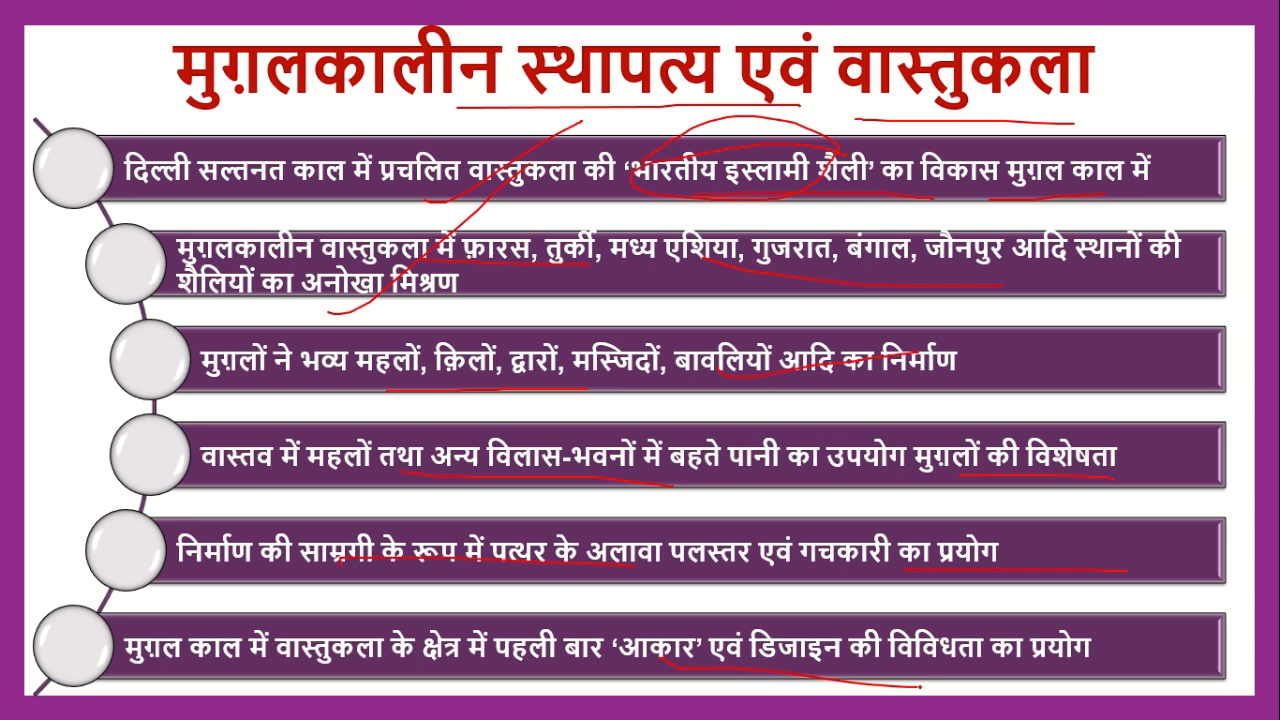 मुग़लकालीन स्थापत्य एवं वास्तुकला
दिल्ली सल्तनत काल में प्रचलित वास्तुकला की ‘भारतीय इस्लामी शैली’ का विकास मुग़ल काल में
मुग़लकालीन वास्तुकला में फ़ारस, तुर्की, मध्य एशिया, गुजरात, बंगाल, जौनपुर आदि स्थानों की
शैलियों का अनोखा मिश्रण
मुग़लों ने भव्य महलों, क़िलों, द्वारों, मस्जिदों, बावलियों आदि का निर्माण
वास्तव में महलों तथा अन्य विलास-भवनों में बहते पानी का उपयोग मुग़लों की विशेषता
निर्माण की साम्रगी के रूप में पत्थर के अलावा पलस्तर एवं गचकारी का प्रयोग
मुग़ल काल में वास्तुकला के क्षेत्र में पहली बार ‘आकार’ एवं डिजाइन की विविधता का प्रयोग